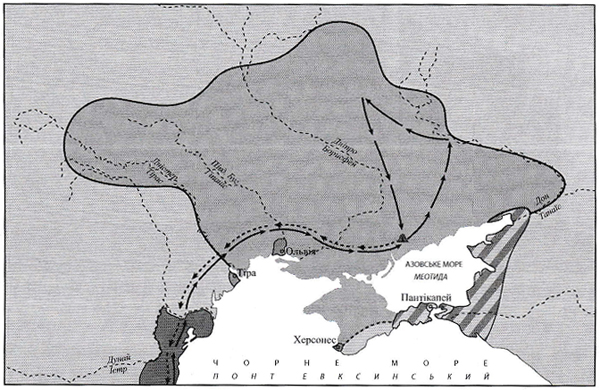 Дністер
Тірас
Прд. Буг
Гіпаніс
Дніпро
Борисфен
Дон
Танаїс
Ольвія
Тіра
АЗОВСЬКЕ МОРЕ
МЕОТИДА
Пантікапей
Херсонес
Дунай
Істр
ЧОРНЕ МОРЕ
ПОНТ ЕВКСИНСЬКИЙ